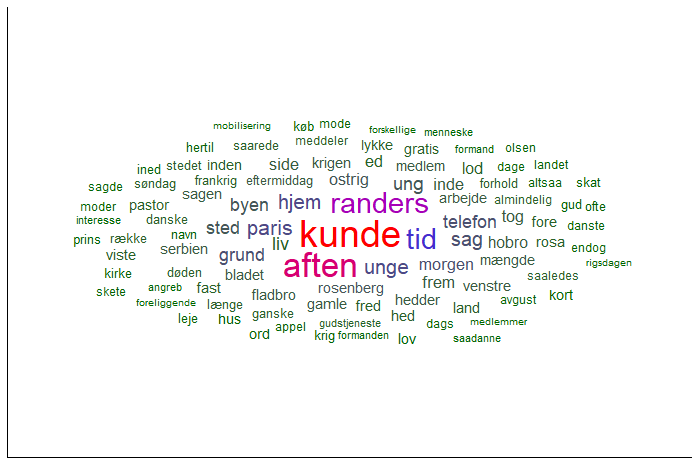 mobilisering køb mode forskellige menneske
hertil saarede meddeler lykke gratis formand olsen
ined stedet inden side krigen ed medlem lod dage landet
sagde søndag frankrig eftermiddag ostrig ung inde forhold altsaa skat
moder pastor sagen byen hjem randers arbejde almindelig gud ofte
interesse danske sted paris kunde tid telefon tog fore danste
prins række navn liv sag hobro rosa endog
viste serbien grund aften unge morgen mængde rigsdagen
kirke døden bladet rosenberg frem venstre saaledes
skete angreb fast fladbro gamle fred hedder land avgust kort
foreliggende længe ganske hed
leje hus appel gudstjeneste dags medlemmer
ord krig formanden lov saadanne